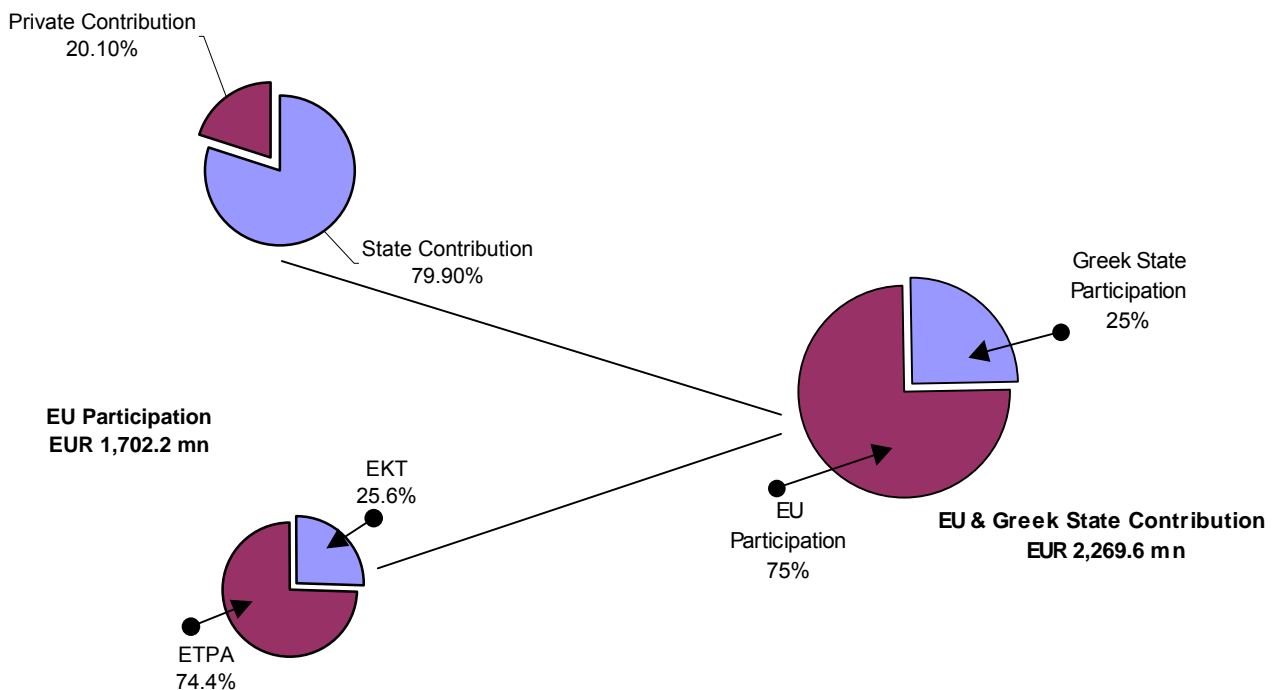 Private Contribution
20.10%
State Contribution
79.90%
Greek State
Participation
25%
EU Participation
EUR 1,702.2 mn
EKT
25.6%
EU
Participation
75%
EU & Greek State Contribution
EUR 2,269.6 mn
ETPA
74.4%